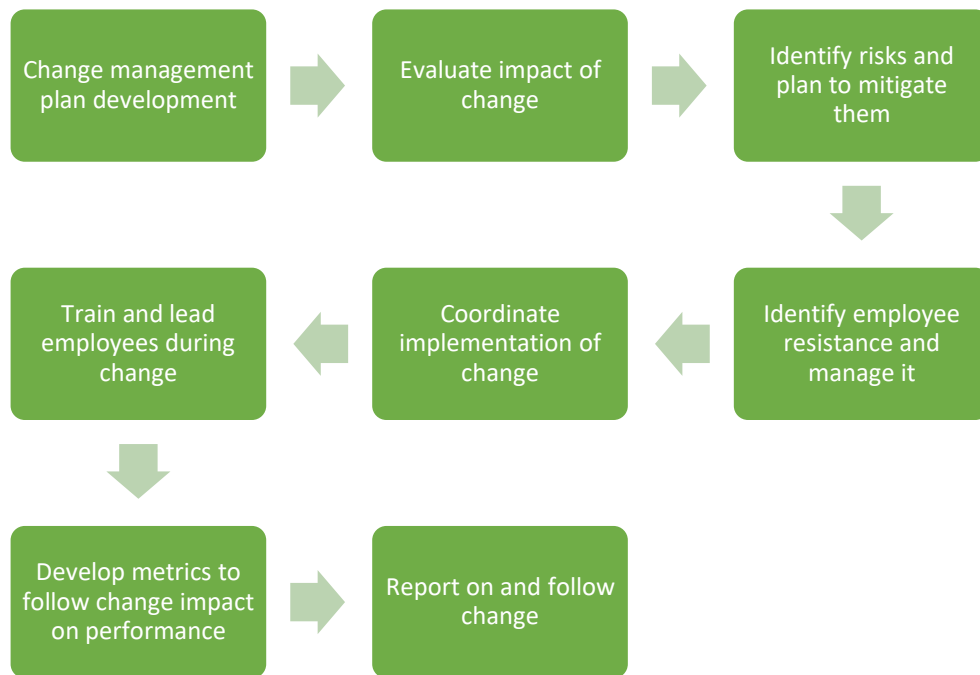 Change management
plan development
Evaluate impact of
change
Identify risks and
plan to mitigate
them
Identify employee
resistance and
manage it
Coordinate
implementation of
change
Train and lead
employees during
change
Develop metrics to
follow change impact
on performance
Report on and follow
change